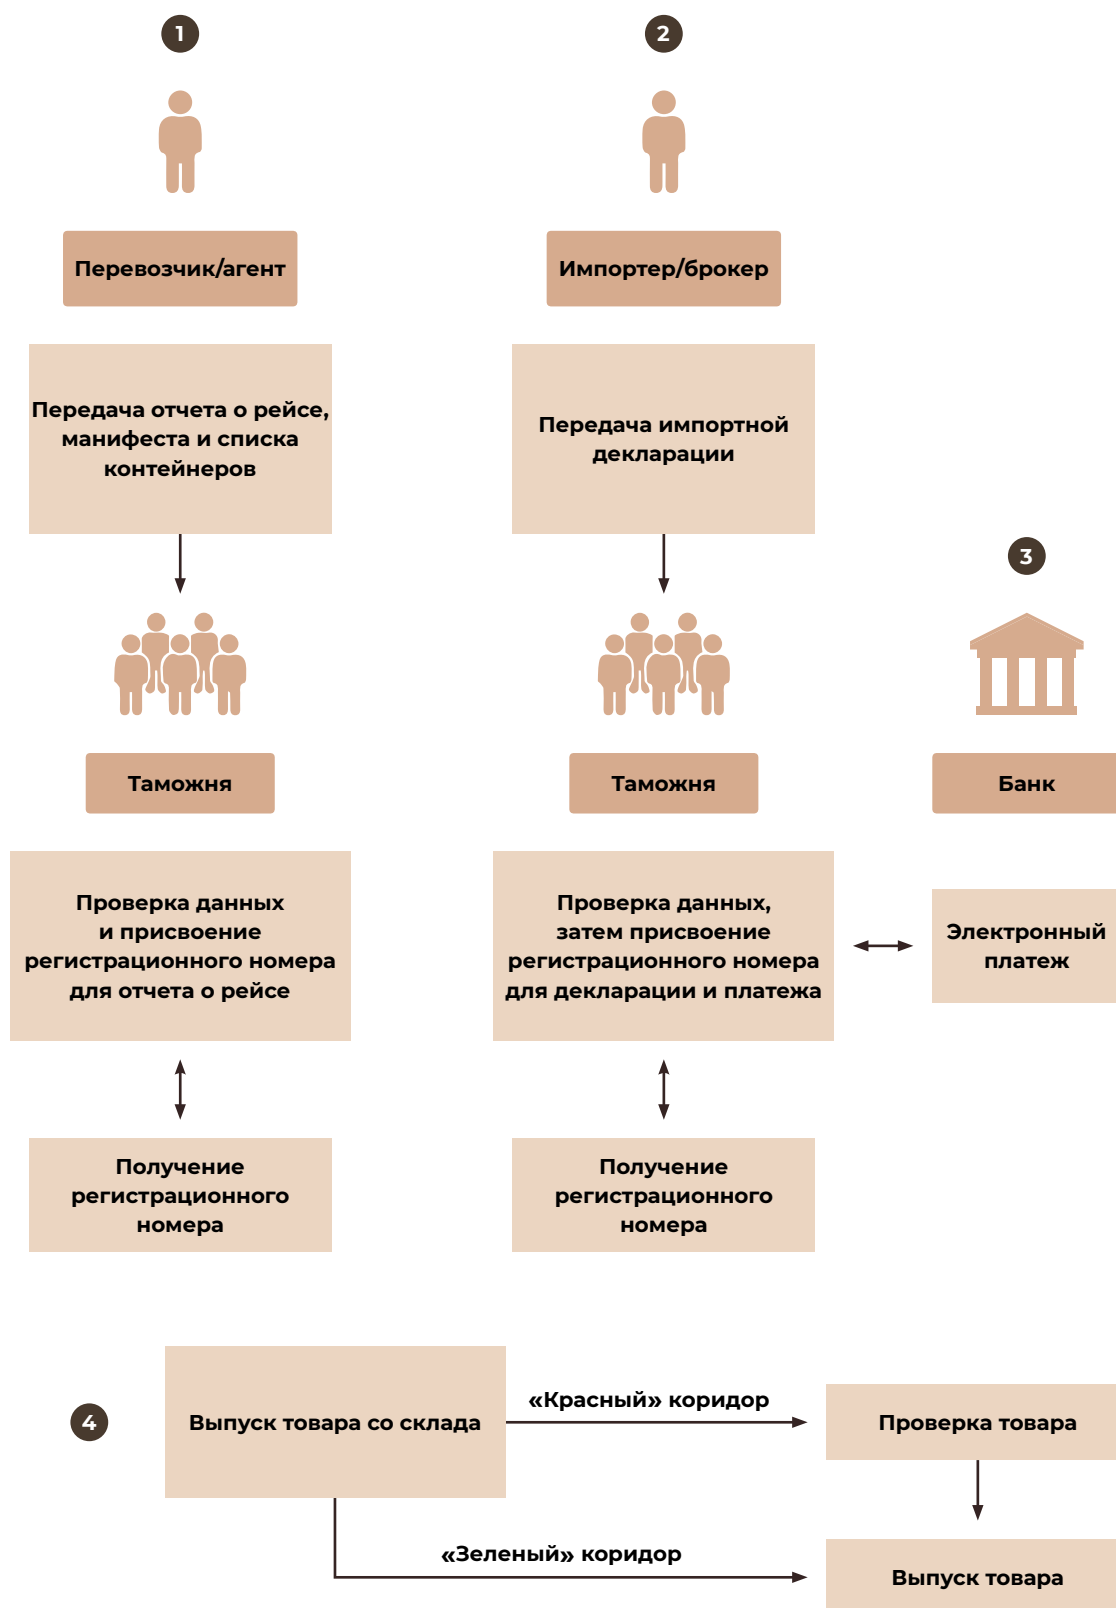 1
Перевозчик/агент
Передача отчета о рейсе,
манифеста и списка
контейнеров
Таможня
Проверка данных
и присвоение
регистрационного номера
для отчета о рейсе
Получение
регистрационного
номера
2
Импортер/брокер
Передача импортной
декларации
Таможня
Проверка данных,
затем присвоение
регистрационного номера
для декларации и платежа
Получение
регистрационного
номера
3
Банк
Электронный
платеж
4
Выпуск товара со склада
«Красный» коридор
Проверка товара
«Зеленый» коридор
Выпуск товара